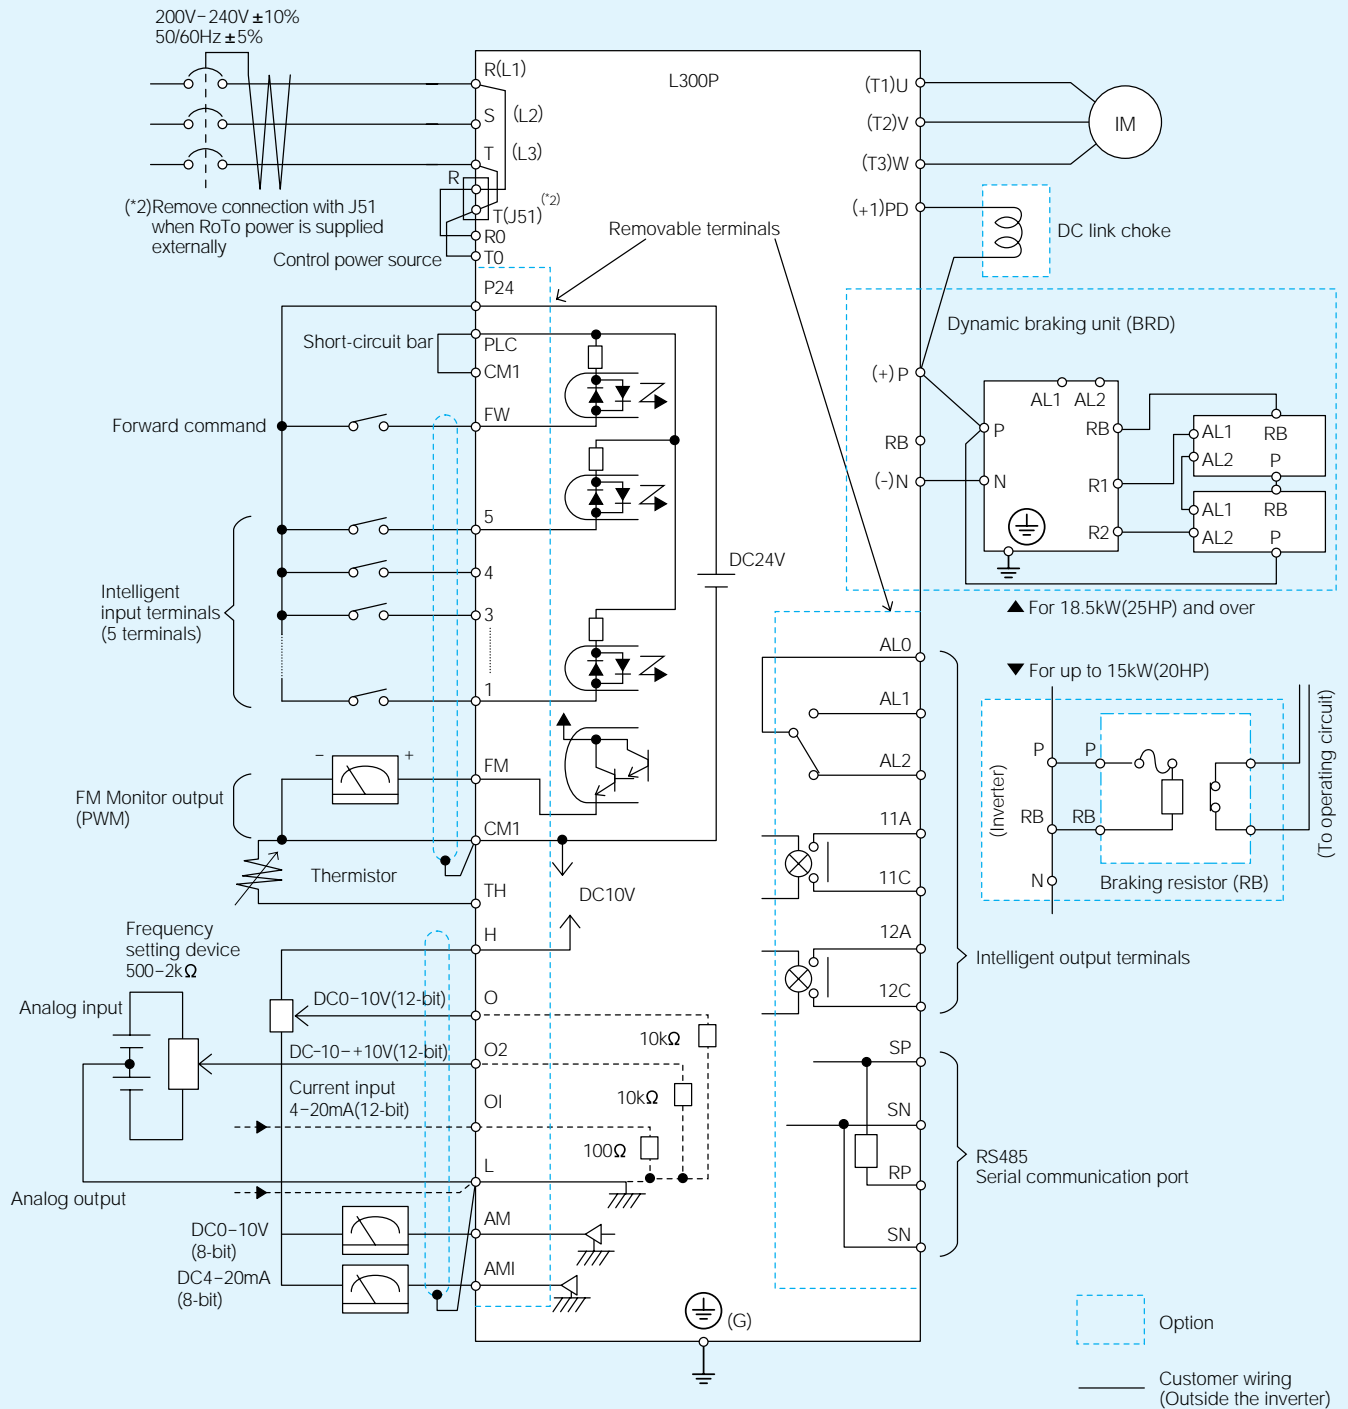 200V–240V ±10%
50/60Hz ±5%
R(L1)
S (L2)
T (L3)
R
T(J51)(*2)
R0
T0
(*2)Remove connection with J51
when RoTo power is supplied
externally
Control power source
L300P
(T1)U
(T2)V
(T3)W
IM
(+1)PD
DC link choke
Removable terminals
P24
Short-circuit bar
PLC
CM1
Forward command
FW
5
4
3
1
Intelligent
input terminals
(5 terminals)
DC24V
Dynamic braking unit (BRD)
(+)P
RB
(-)N
AL1 AL2
P
N
RB
R1
R2
AL1 RB
AL2 P
AL1 RB
AL2 P
▲ For 18.5kW(25HP) and over
▼ For up to 15kW(20HP)
(Inverter)
P
P
RB
RB
N
Braking resistor (RB)
(To operating circuit)
– +
FM
FM Monitor output
(PWM)
CM1
Thermistor
TH
DC10V
AL0
AL1
AL2
11A
11C
12A
12C
Intelligent output terminals
Frequency
setting device
500–2kΩ
H
Analog input
DC0–10V(12-bit)
O
DC–10–+10V(12-bit)
O2
Current input
4–20mA(12-bit)
OI
10kΩ
10kΩ
100Ω
L
Analog output
AM
DC0–10V
(8-bit)
AMI
DC4–20mA
(8-bit)
SP
SN
RP
SN
RS485
Serial communication port
(G)
Option
Customer wiring
(Outside the inverter)